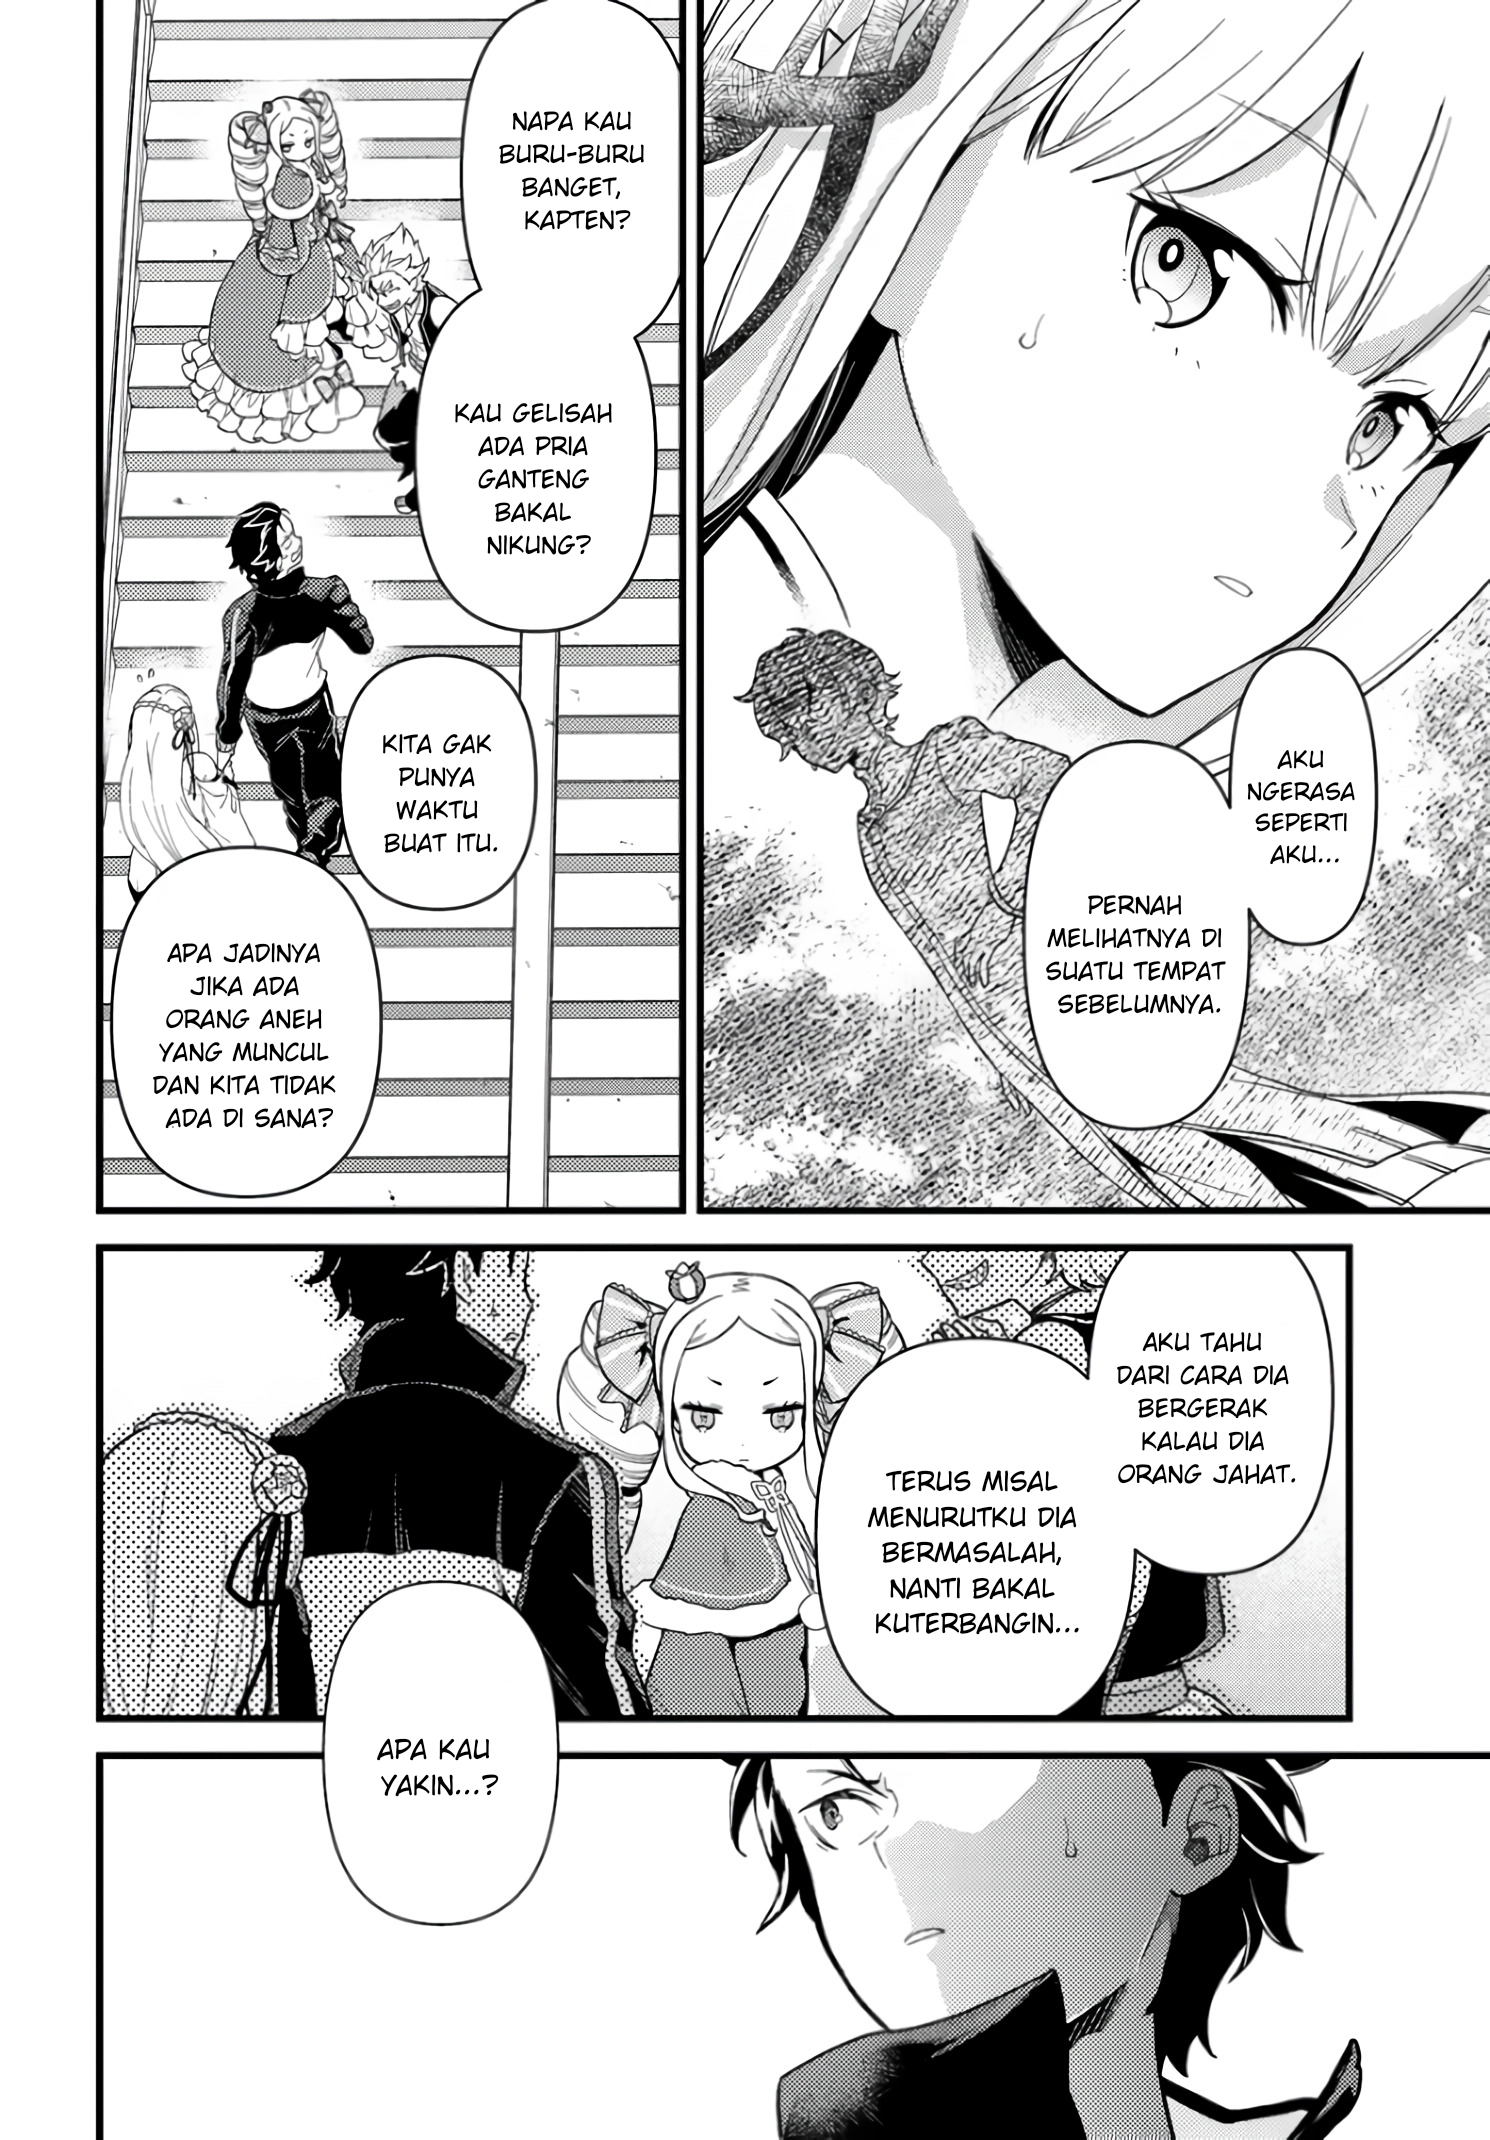 AKU
NGERASA
SEPERTI
AKU...
PERNAH
MELIHATNYA DI
SUATU TEMPAT
SEBELUMNYA.
NAPA KAU
BURU-BURU
BANGET,
KAPTEN?
KAU GELISAH
ADA PRIA
GANTENG
BAKAL
NIKUNG?
KITA GAK
PUNYA
WAKTU
BUAT ITU.
APA JADINYA
JIKA ADA
ORANG ANEH
YANG MUNCUL
DAN KITA TIDAK
ADA DI SANA?
AKU TAHU
DARI CARA DIA
BERGERAK
KALAU DIA
ORANG JAHAT.
TERUS MISAL
MENURUTKU DIA
BERMASALAH,
NANTI BAKAL
KUTERBANGIN...
APA KAU
YAKIN...?